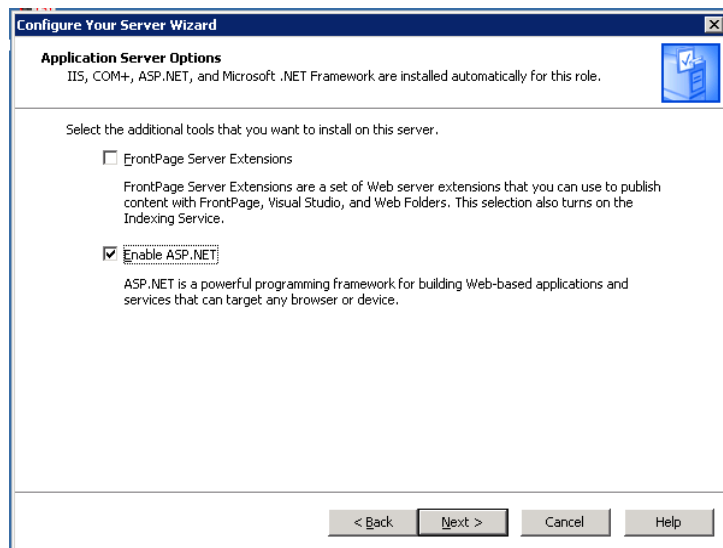 Configure Your Server Wizard
Application Server Options
IIS, COM+, ASP.NET, and Microsoft .NET Framework are installed automatically for this role.
Select the additional tools that you want to install on this server.
FrontPage Server Extensions
FrontPage Server Extensions are a set of Web server extensions that you can use to publish
content with FrontPage, Visual Studio, and Web Folders. This selection also turns on the
Indexing Service.
Enable ASP.NET
ASP.NET is a powerful programming framework for building Web-based applications and
services that can target any browser or device.
< Back Next > Cancel Help